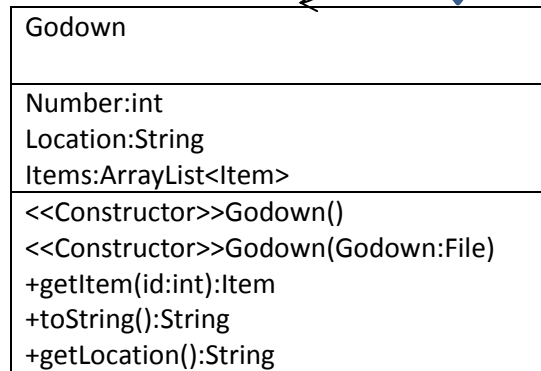 Godown
Number:int
Location:String
Items:ArrayList<Item>
<<Constructor>>Godown()
<<Constructor>>Godown(Godown:File)
+getItem(id:int):Item
+toString():String
+getLocation():String